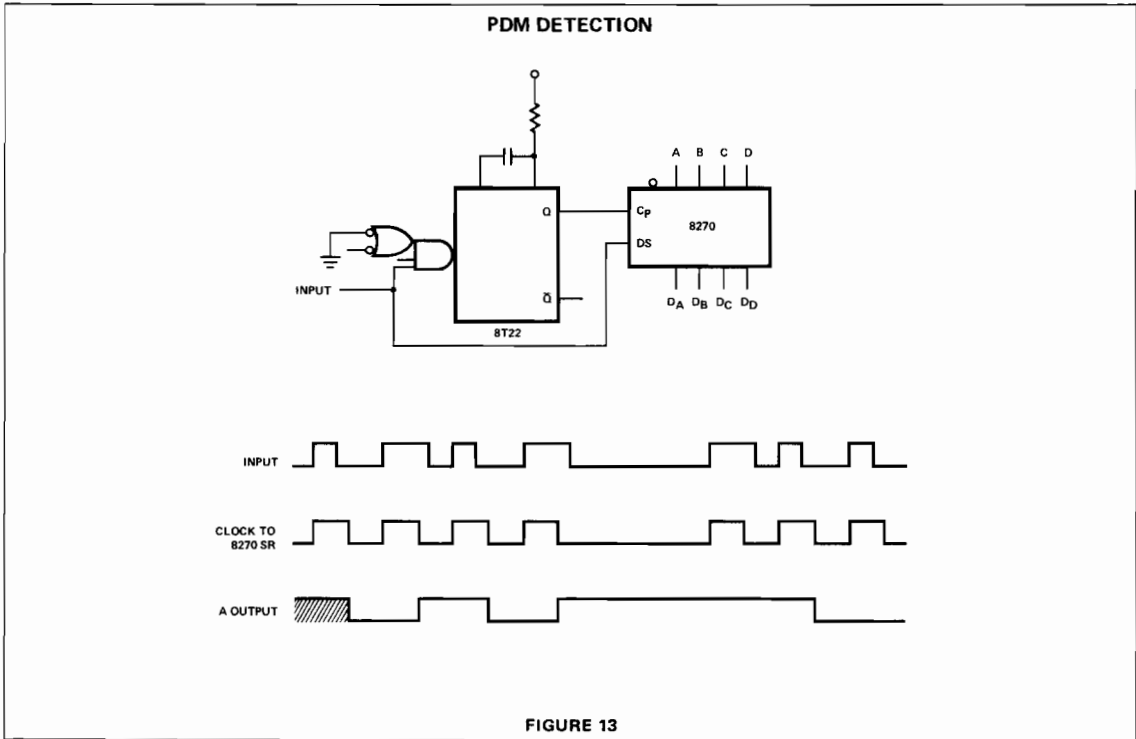 PDM DETECTION
A B C D
Q
CP
8270
DS
INPUT
Q̅
8T22
DA DB DC DD
INPUT
CLOCK TO
8270 SR
A OUTPUT
FIGURE 13